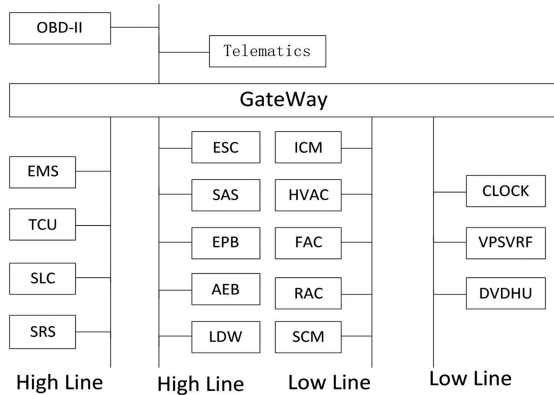 OBD-II
Telematics
GateWay
ESC
ICM
EMS
SAS
HVAC
CLOCK
TCU
EPB
FAC
VPSVRF
SLC
AEB
RAC
DVDHU
SRS
LDW
SCM
High Line
High Line
Low Line
Low Line